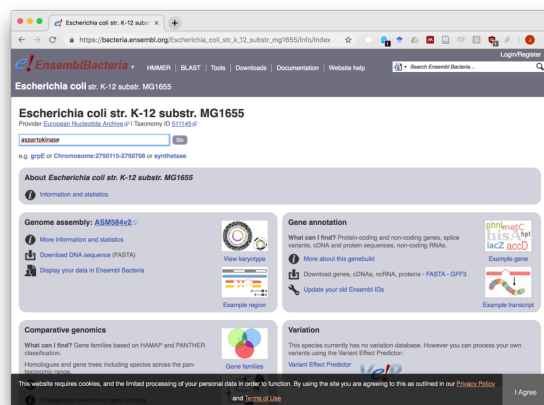 Escherichia coli str. K-12 subst
https://bacteria.ensembl.org/Escherichia_coli_str_k_12_substr_mg1655/Info/Index
Login/Register
e! EnsemblBacteria
HMMER | BLAST | Tools | Downloads | Documentation | Website help
Search Ensembl Bacteria...
Escherichia coli str. K-12 substr. MG1655
Escherichia coli str. K-12 substr. MG1655
Provider European Nucleotide Archive | Taxonomy ID 511145
aspartokinase
Go
e.g. grpE or Chromosome:2750115-2750708 or synthetase
About Escherichia coli str. K-12 substr. MG1655
Information and statistics
Genome assembly: ASM584v2
More information and statistics
Download DNA sequence (FASTA)
Display your data in Ensembl Bacteria
View karyotype
Example region
Gene annotation
What can I find? Protein-coding and non-coding genes, splice
variants, cDNA and protein sequences, non-coding RNAs.
More about this genebuild
Download genes, cDNAs, ncRNA, proteins - FASTA - GFF3
Update your old Ensembl IDs
Example gene
Example transcript
Comparative genomics
What can I find? Gene families based on HAMAP and PANTHER
classification.
Homologues and gene trees including species across the pan-
taxonomic range.
Phylogenetic overview of gene families
Gene families
Variation
This species currently has no variation database. However you can process your own
variants using the Variant Effect Predictor:
Variant Effect Predictor
VeP
This website requires cookies, and the limited processing of your personal data in order to function. By using the site you are agreeing to this as outlined in our Privacy Policy
and Terms of Use
I Agree